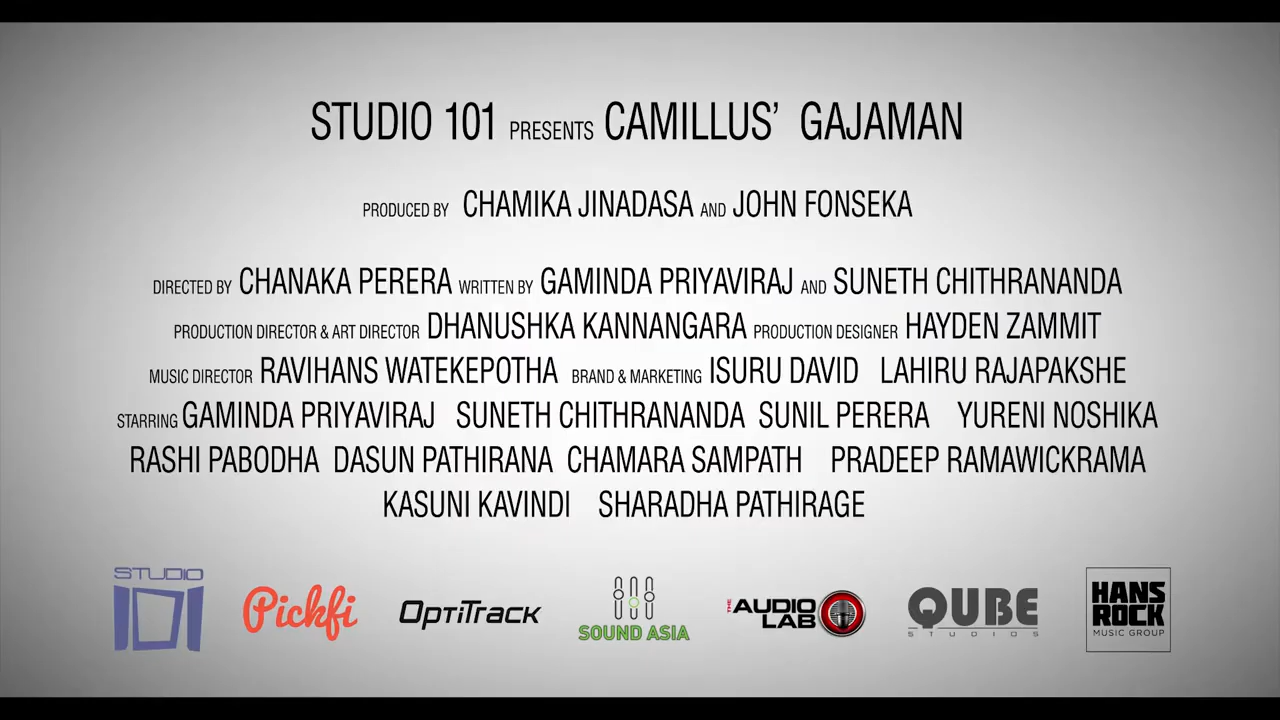 STUDIO 101 PRESENTS CAMILLUS’ GAJAMAN
PRODUCED BY CHAMIKA JINADASA AND JOHN FONSEKA
DIRECTED BY CHANAKA PERERA WRITTEN BY GAMINDA PRIYAVIRAJ AND SUNETH CHITHRANANDA
PRODUCTION DIRECTOR & ART DIRECTOR DHANUSHKA KANNANGARA PRODUCTION DESIGNER HAYDEN ZAMMIT
MUSIC DIRECTOR RAVIHANS WATEKEPOTHA BRAND & MARKETING ISURU DAVID LAHIRU RAJAPAKSHE
STARRING GAMINDA PRIYAVIRAJ SUNETH CHITHRANANDA SUNIL PERERA YURENI NOSHIKA
RASHI PABODHA DASUN PATHIRANA CHAMARA SAMPATH PRADEEP RAMAWICKRAMA
KASUNI KAVINDI SHARADHA PATHIRAGE
STUDIO
101
Pickfi
OPTITRACK
SOUND ASIA
THE AUDIO
LAB
QUBE
STUDIOS
HANS
ROCK
MUSIC GROUP